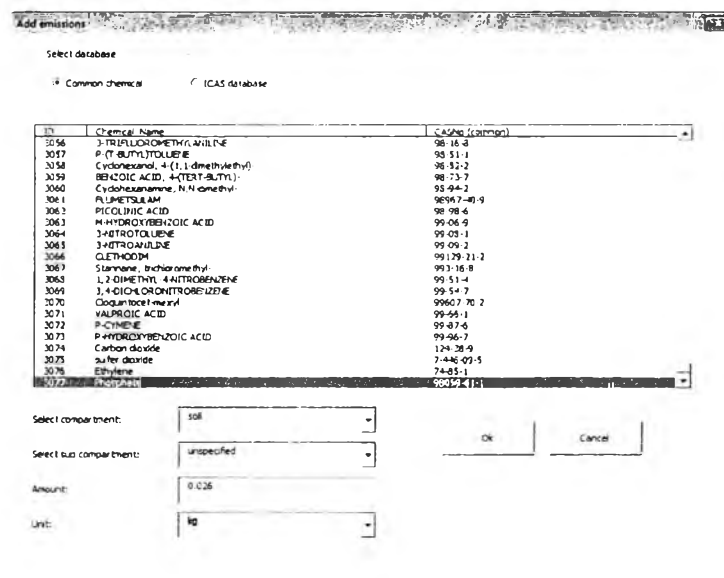 Add emissions
Select database
Common chemical ICAS database
ID Chemical Name CASNo (common)
3056 3-TRIFLUOROMETHYLANILINE 98-16-8
3057 P-(T-BUTYL)TOLUENE 98-51-1
3058 Cyclohexanol, 4-(1,1-dimethylethyl)- 98-52-2
3059 BENZOIC ACID, 4-(TERT-BUTYL)- 98-73-7
3060 Cyclohexanamine, N,N-dimethyl- 98-94-2
3061 FLUMETSULAM 98967-40-9
3062 PICOLINIC ACID 98-98-6
3063 M-HYDROXYBENZOIC ACID 99-06-9
3064 3-NITROTOLUENE 99-08-1
3065 3-NITROANILINE 99-09-2
3066 CLETHODIM 99129-21-2
3067 Stannane, trichloromethyl- 993-16-8
3068 1,2-DIMETHYL-4-NITROBENZENE 99-51-4
3069 3,4-DICHLORONITROBENZENE 99-54-7
3070 Cloquintocet-mexyl 99607-70-2
3071 VALPROIC ACID 99-66-1
3072 P-CYMENE 99-87-6
3073 P-HYDROXYBENZOIC ACID 99-96-7
3074 Carbon dioxide 124-38-9
3075 sulfer dioxide 7-446-09-5
3076 Ethylene 74-85-1
3077 Phosphate
Select compartment: soil
Ok Cancel
Select sub compartment: unspecified
Amount: 0.026
Unit: kg